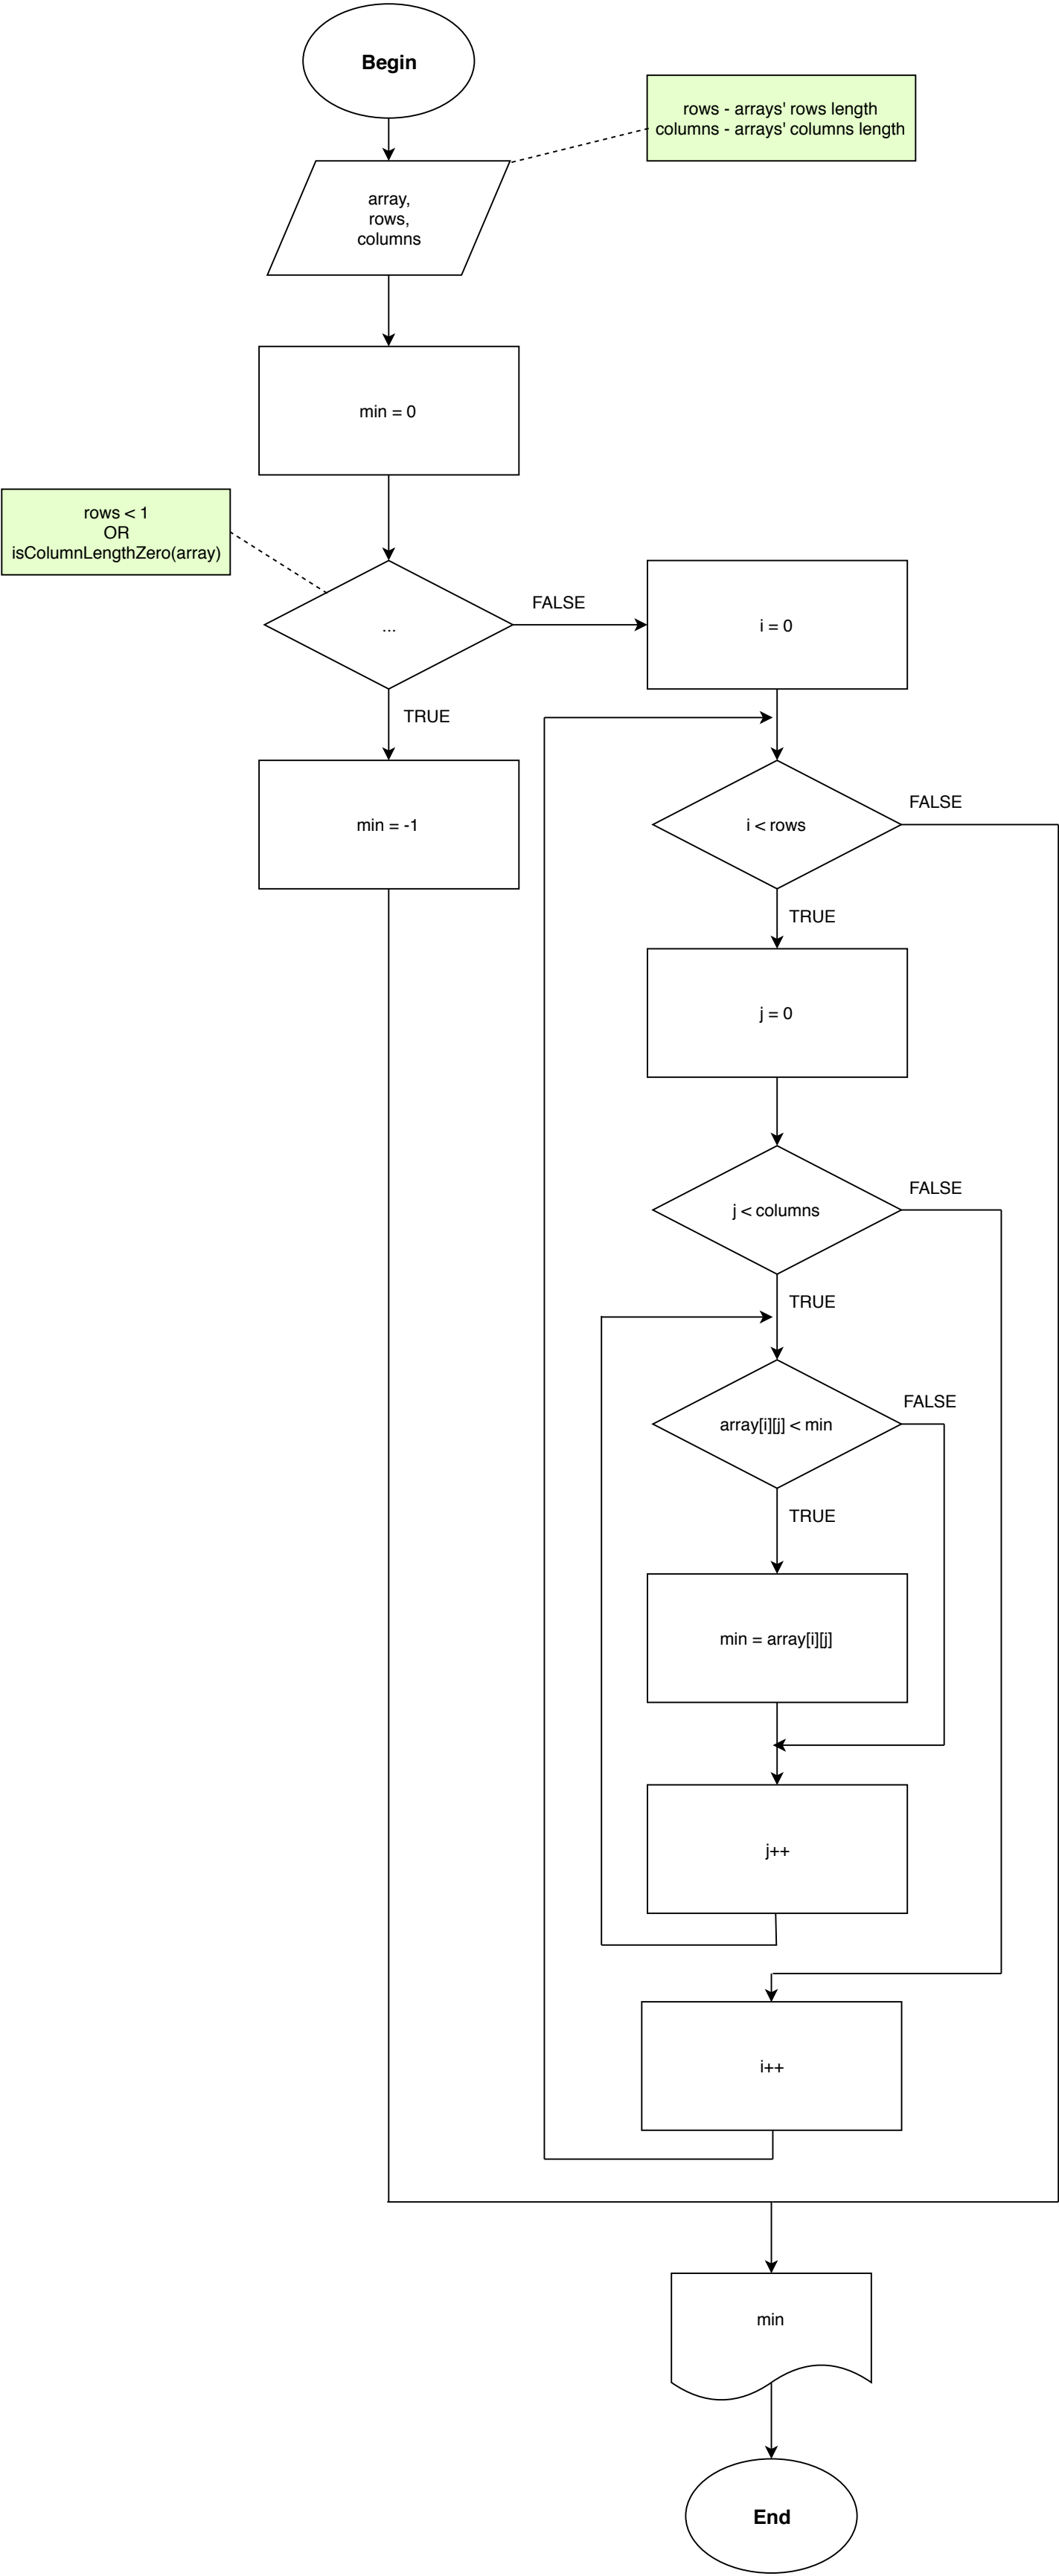 Begin
rows - arrays' rows length
columns - arrays' columns length
array,
rows,
columns
min = 0
rows < 1
OR
isColumnLengthZero(array)
...
FALSE
i = 0
TRUE
min = -1
i < rows
FALSE
TRUE
j = 0
j < columns
FALSE
TRUE
array[i][j] < min
FALSE
TRUE
min = array[i][j]
j++
i++
min
End